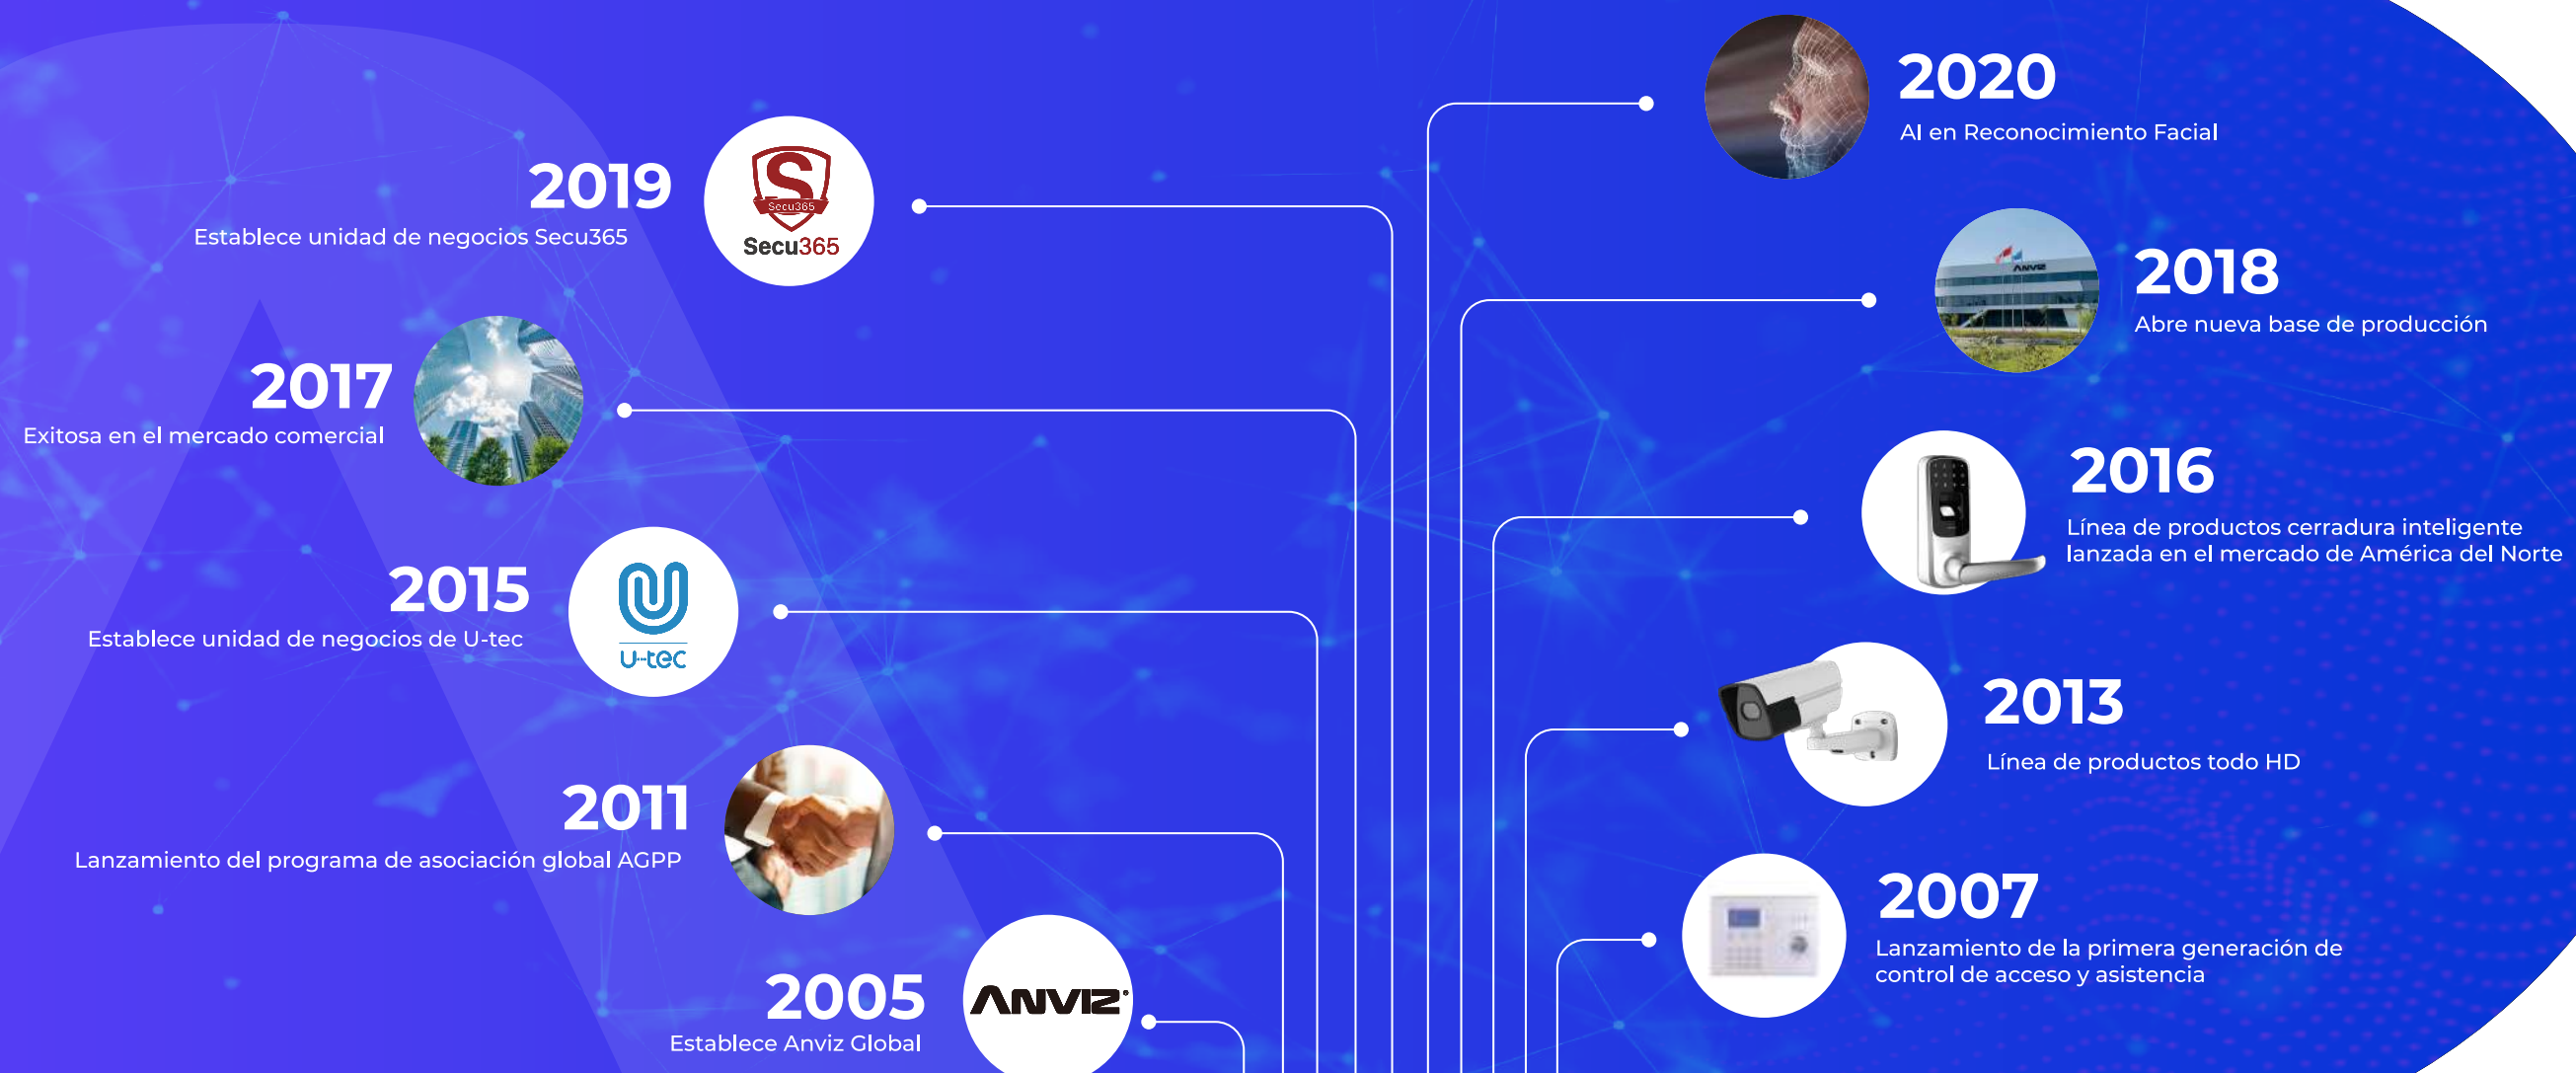 2020
AI en Reconocimiento Facial
2019
Establece unidad de negocios Secu365
Secu365
Secu365
2018
Abre nueva base de producción
ANVIZ
2017
Exitosa en el mercado comercial
2016
Línea de productos cerradura inteligente
lanzada en el mercado de América del Norte
2015
Establece unidad de negocios de U-tec
U-tec
2013
Línea de productos todo HD
2011
Lanzamiento del programa de asociación global AGPP
2007
Lanzamiento de la primera generación de
control de acceso y asistencia
2005
Establece Anviz Global
ANVIZ®